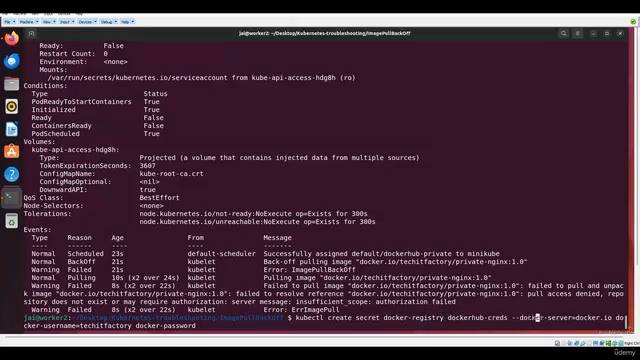 File Machine View Input Devices Debug Help
jai@worker2: ~/Desktop/Kubernetes-troubleshooting/ImagePullBackOff
Ready: False
Restart Count: 0
Environment: <none>
Mounts:
/var/run/secrets/kubernetes.io/serviceaccount from kube-api-access-hdg8h (ro)
Conditions:
Type Status
PodReadyToStartContainers True
Initialized True
Ready False
ContainersReady False
PodScheduled True
Volumes:
kube-api-access-hdg8h:
Type: Projected (a volume that contains injected data from multiple sources)
TokenExpirationSeconds: 3607
ConfigMapName: kube-root-ca.crt
ConfigMapOptional: <nil>
DownwardAPI: true
QoS Class: BestEffort
Node-Selectors: <none>
Tolerations: node.kubernetes.io/not-ready:NoExecute op=Exists for 300s
node.kubernetes.io/unreachable:NoExecute op=Exists for 300s
Events:
Type Reason Age From Message
Normal Scheduled 23s default-scheduler Successfully assigned default/dockerhub-private to minikube
Normal BackOff 21s kubelet Back-off pulling image "docker.io/techitfactory/private-nginx:1.0"
Warning Failed 21s kubelet Error: ImagePullBackOff
Normal Pulling 10s (x2 over 24s) kubelet Pulling image "docker.io/techitfactory/private-nginx:1.0"
Warning Failed 8s (x2 over 22s) kubelet Failed to pull image "docker.io/techitfactory/private-nginx:1.0": failed to pull and unpa
ck image "docker.io/techitfactory/private-nginx:1.0": failed to resolve reference "docker.io/techitfactory/private-nginx:1.0": pull access denied, rep
ository does not exist or may require authorization: server message: insufficient_scope: authorization failed
Warning Failed 8s (x2 over 22s) kubelet Error: ErrImagePull
jai@worker2:~/Desktop/Kubernetes-troubleshooting/ImagePullBackOff$ kubectl create secret docker-registry dockerhub-creds --docker-server=docker.io do
cker-username=techitfactory docker-password
Udemy